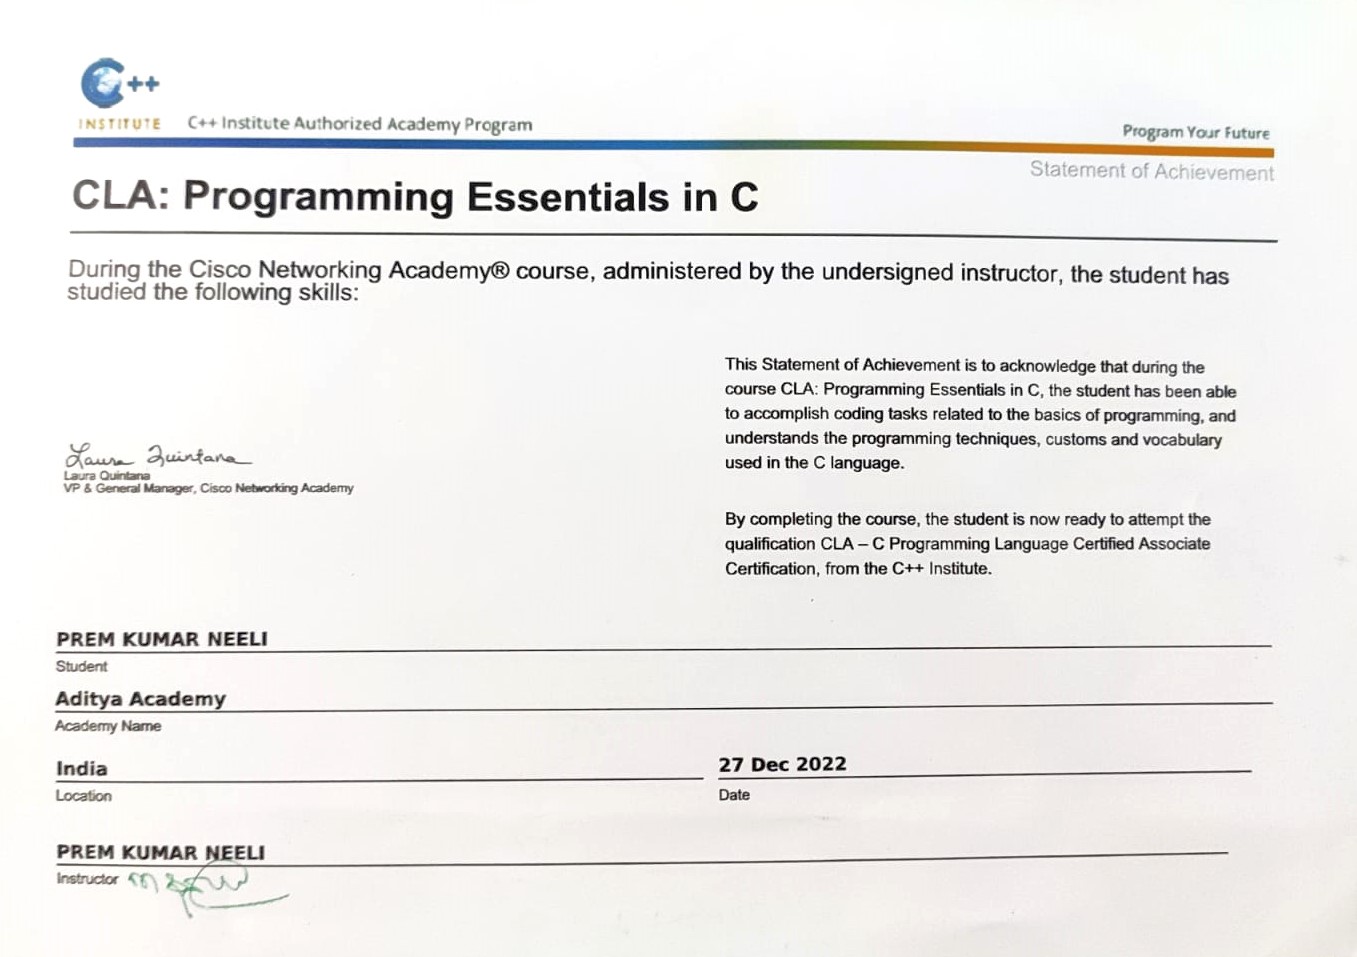 C++
INSTITUTE
C++ Institute Authorized Academy Program
Program Your Future
Statement of Achievement
CLA: Programming Essentials in C
During the Cisco Networking Academy® course, administered by the undersigned instructor, the student has
studied the following skills:
This Statement of Achievement is to acknowledge that during the
course CLA: Programming Essentials in C, the student has been able
to accomplish coding tasks related to the basics of programming, and
understands the programming techniques, customs and vocabulary
used in the C language.
Laura Quintana
Laura Quintana
VP & General Manager, Cisco Networking Academy
By completing the course, the student is now ready to attempt the
qualification CLA – C Programming Language Certified Associate
Certification, from the C++ Institute.
PREM KUMAR NEELI
Student
Aditya Academy
Academy Name
India
Location
27 Dec 2022
Date
PREM KUMAR NEELI
Instructor